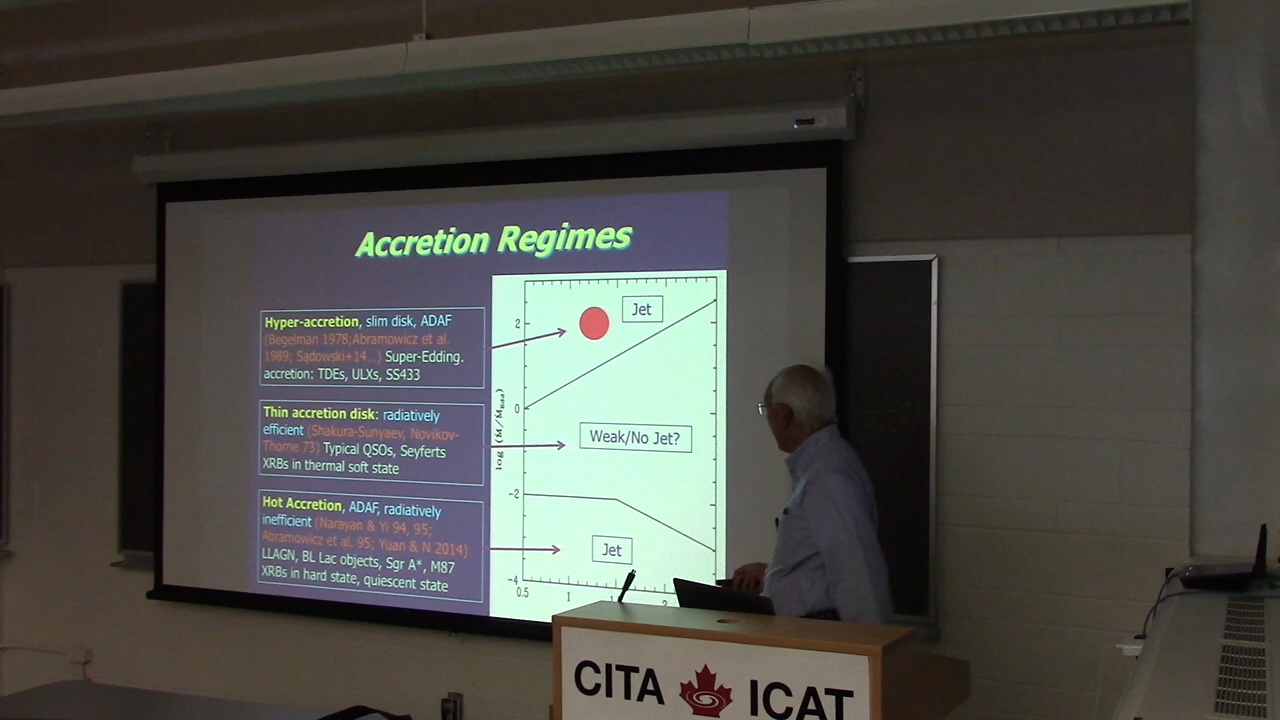 Accretion Regimes
Hyper-accretion, slim disk, ADAF
(Begelman 1978;Abramowicz et al.
1989; Sądowski+14...) Super-Edding.
accretion: TDEs, ULXs, SS433
Thin accretion disk: radiatively
efficient (Shakura-Sunyaev, Novikov-
Thorne 73) Typical QSOs, Seyferts
XRBs in thermal soft state
Hot Accretion, ADAF, radiatively
inefficient (Narayan & Yi 94, 95;
Abramowicz et al. 95; Yuan & N 2014)
LLAGN, BL Lac objects, Sgr A*, M87
XRBs in hard state, quiescent state
Jet
Weak/No Jet?
Jet
log (Ṁ/ṀEdd)
2
0
-2
-4
0.5
1
2
CITA ICAT